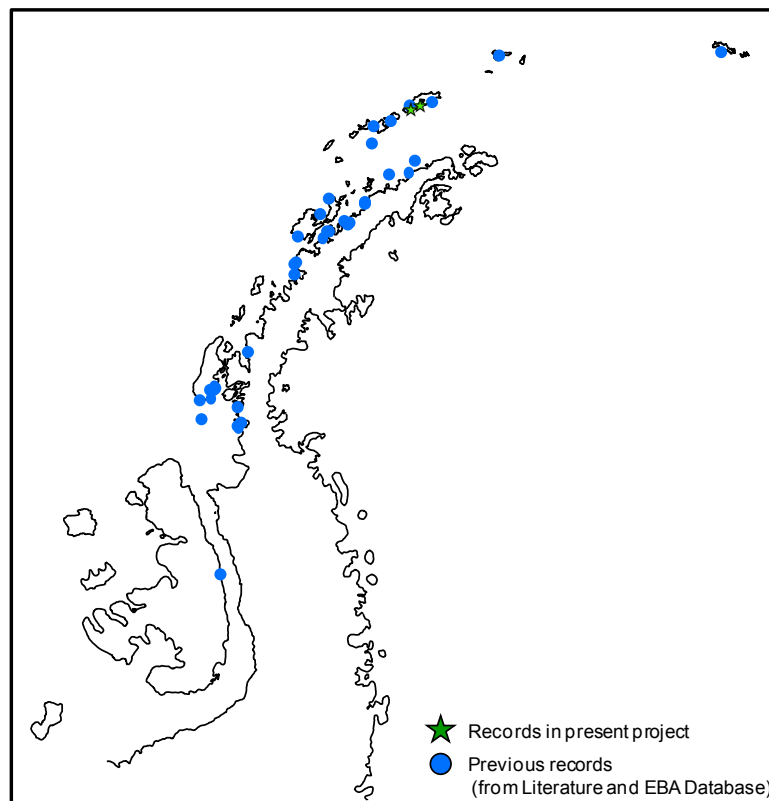 Records in present project
Previous records
(from Literature and EBA Database)